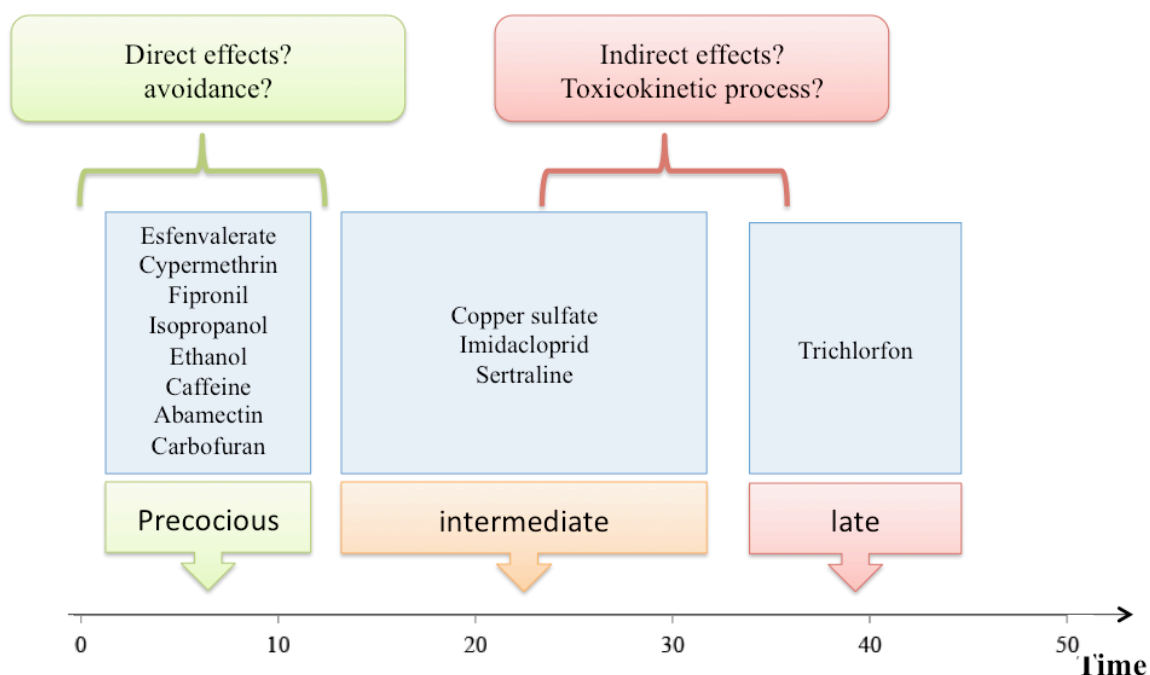 Direct effects?
avoidance?
Indirect effects?
Toxicokinetic process?
Esfenvalerate
Cypermethrin
Fipronil
Isopropanol
Ethanol
Caffeine
Abamectin
Carbofuran
Copper sulfate
Imidacloprid
Sertraline
Trichlorfon
Precocious
intermediate
late
0 10 20 30 40 50
Time